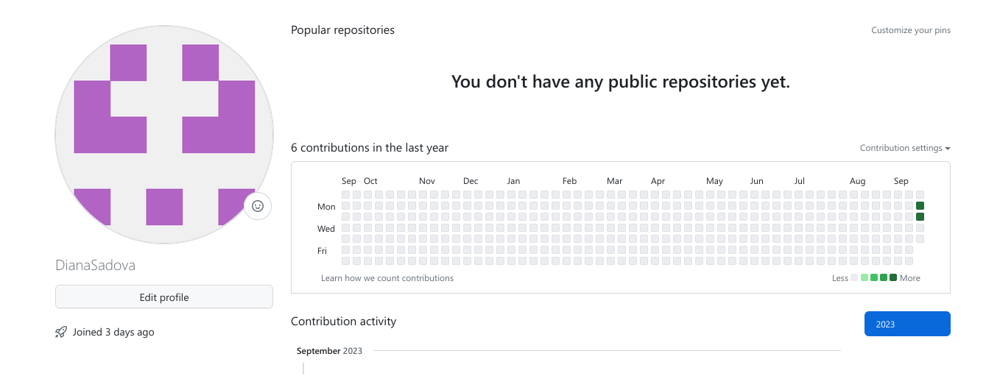 Popular repositories
Customize your pins
You don't have any public repositories yet.
6 contributions in the last year
Contribution settings
Sep Oct Nov Dec Jan Feb Mar Apr May Jun Jul Aug Sep
Mon
Wed
Fri
Learn how we count contributions
Less More
DianaSadova
Edit profile
Joined 3 days ago
Contribution activity
2023
September 2023